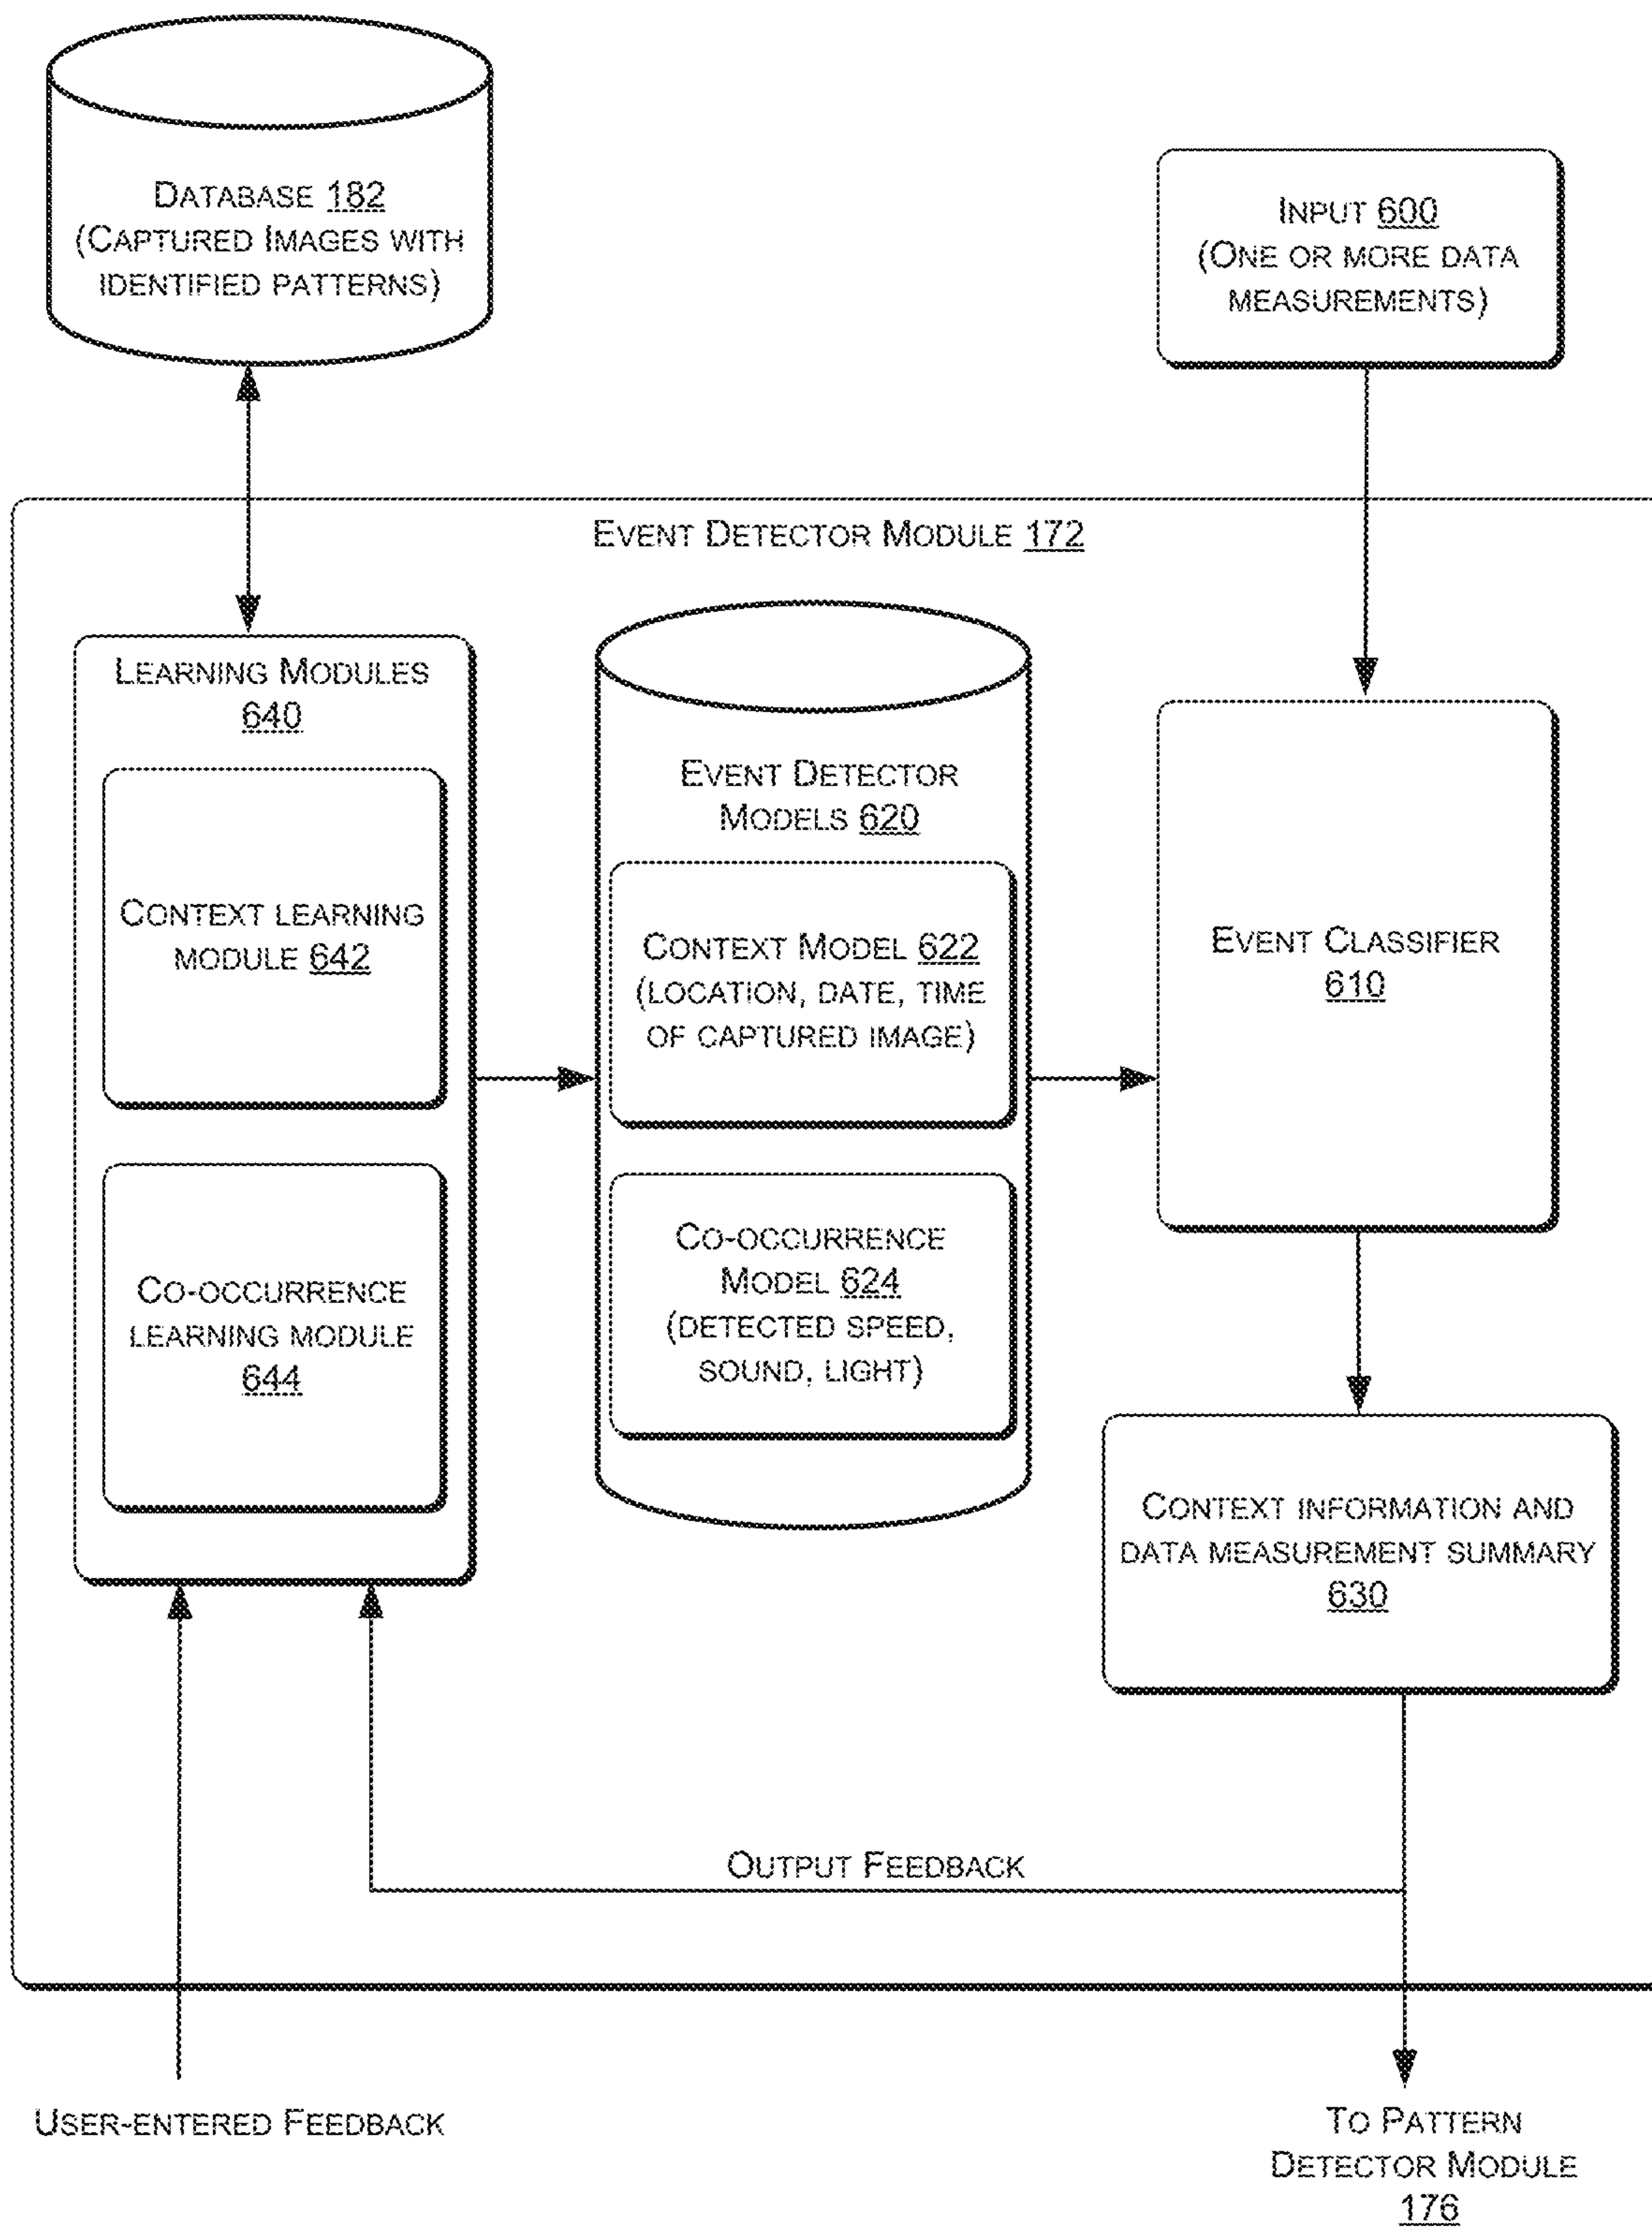 DATABASE 182
(CAPTURED IMAGES WITH
IDENTIFIED PATTERNS)
INPUT 600
(ONE OR MORE DATA
MEASUREMENTS)
EVENT DETECTOR MODULE 172
LEARNING MODULES
640
CONTEXT LEARNING
MODULE 642
CO-OCCURRENCE
LEARNING MODULE
644
EVENT DETECTOR
MODELS 620
CONTEXT MODEL 622
(LOCATION, DATE, TIME
OF CAPTURED IMAGE)
CO-OCCURRENCE
MODEL 624
(DETECTED SPEED,
SOUND, LIGHT)
EVENT CLASSIFIER
610
CONTEXT INFORMATION AND
DATA MEASUREMENT SUMMARY
630
OUTPUT FEEDBACK
USER-ENTERED FEEDBACK
TO PATTERN
DETECTOR MODULE
176